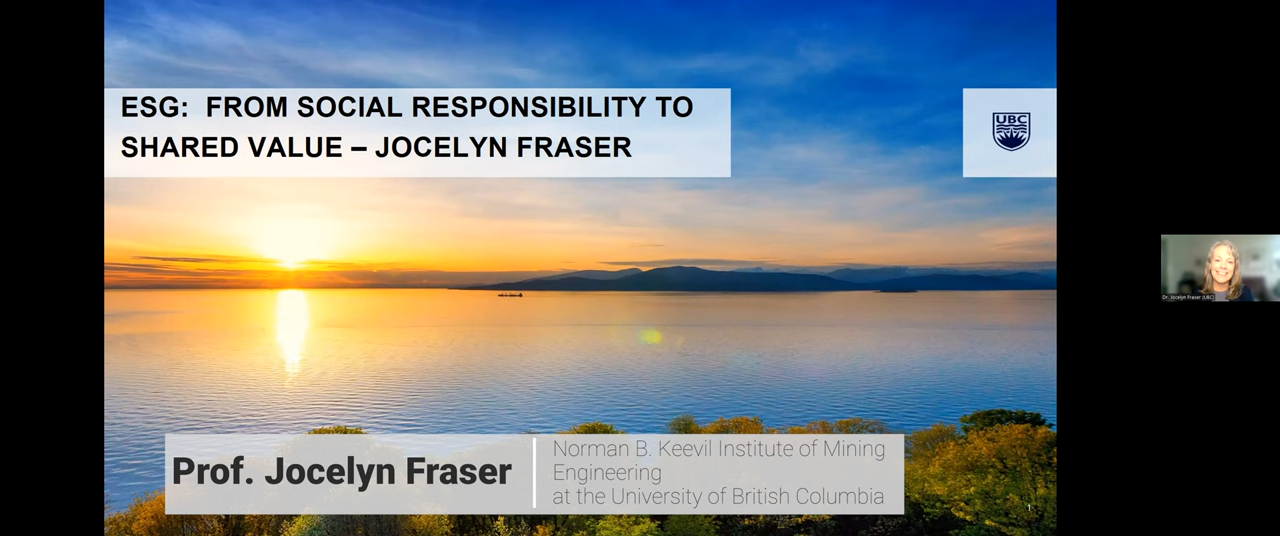 ESG: FROM SOCIAL RESPONSIBILITY TO
SHARED VALUE – JOCELYN FRASER
UBC
Dr. Jocelyn Fraser (UBC)
Prof. Jocelyn Fraser
Norman B. Keevil Institute of Mining
Engineering
at the University of British Columbia
1